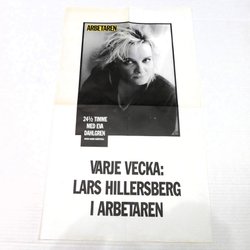 ARBETAREN
24½ TIMME
MED EVA
DAHLGREN
VARJE VECKA:
LARS HILLERSBERG
I ARBETAREN